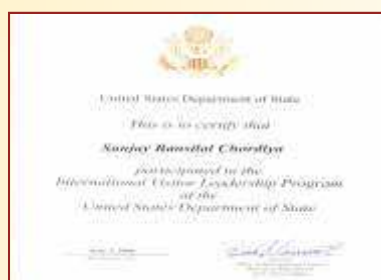 United States Department of State
This is to certify that
Sanjay Bansilal Chordiya
participated in the
International Visitor Leadership Program
of the
United States Department of State